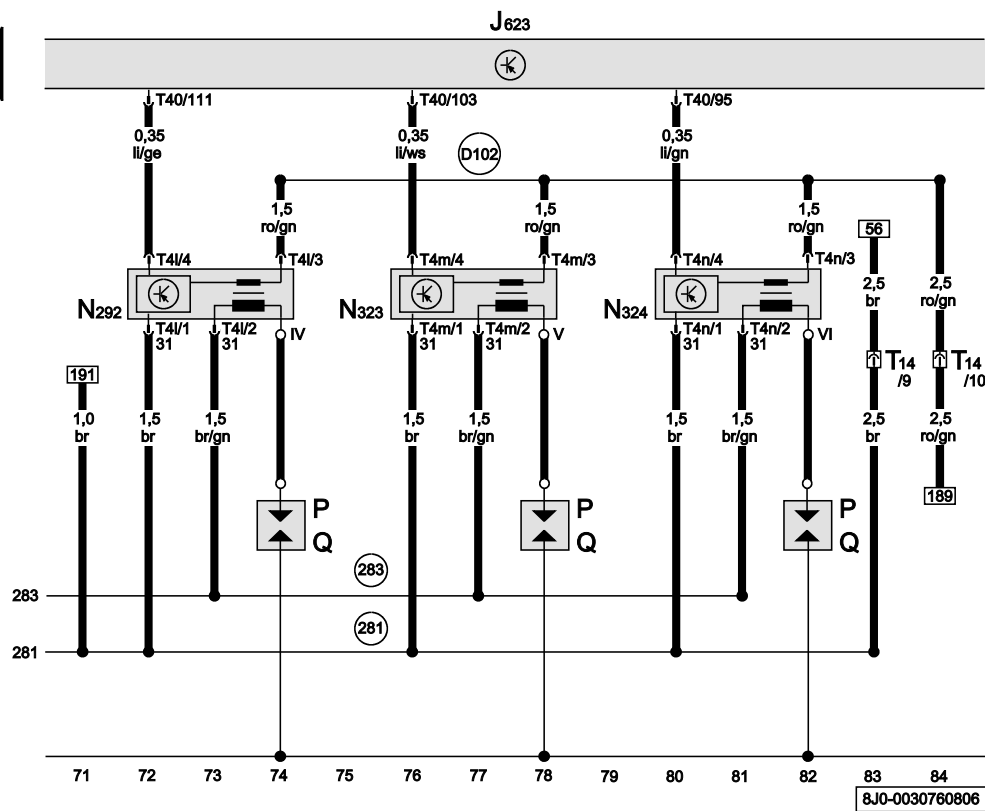 J623
T40/111 T40/103 T40/95
0,35 0,35 0,35
li/ge li/ws li/gn
D102
1,5 1,5 1,5
ro/gn ro/gn ro/gn
56
T4l/4 T4l/3 T4m/4 T4m/3 T4n/4 T4n/3
2,5 2,5
br ro/gn
N292 N323 N324
T4l/1 T4l/2 IV T4m/1 T4m/2 V T4n/1 T4n/2 VI
31 31 31 31 31 31
T14 T14
/9 /10
191
1,0 1,5 1,5 1,5 1,5 1,5 1,5 2,5 2,5
br br br/gn br br/gn br br/gn br ro/gn
189
P P P
Q Q Q
283
283
281
281
71 72 73 74 75 76 77 78 79 80 81 82 83 84
8J0-0030760806